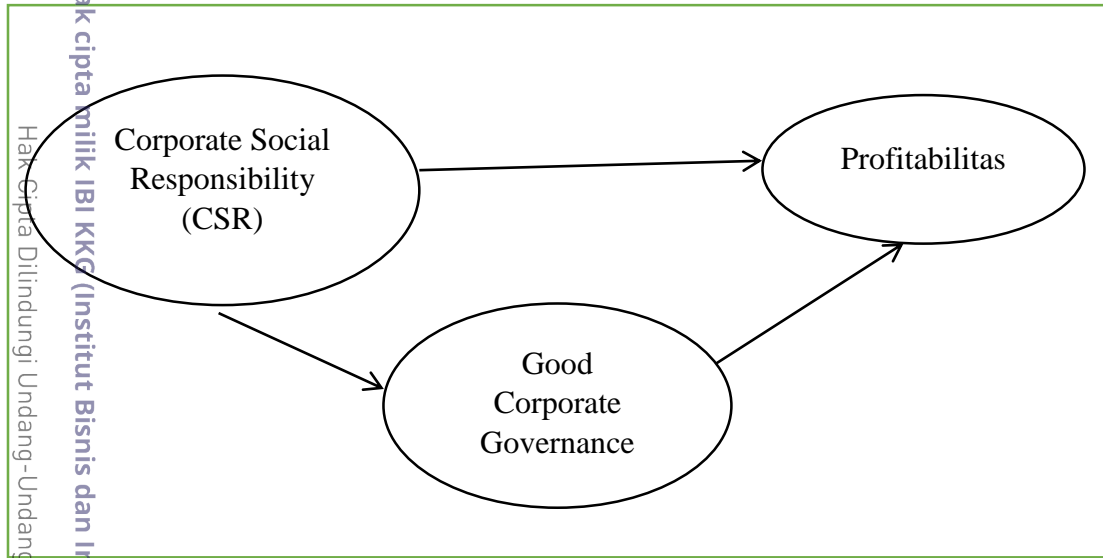 Corporate Social
Responsibility
(CSR)
Profitabilitas
Good
Corporate
Governance
Hak Cipta Dilindungi Undang-Undang
ak cipta milik IBI KKG (Institut Bisnis dan